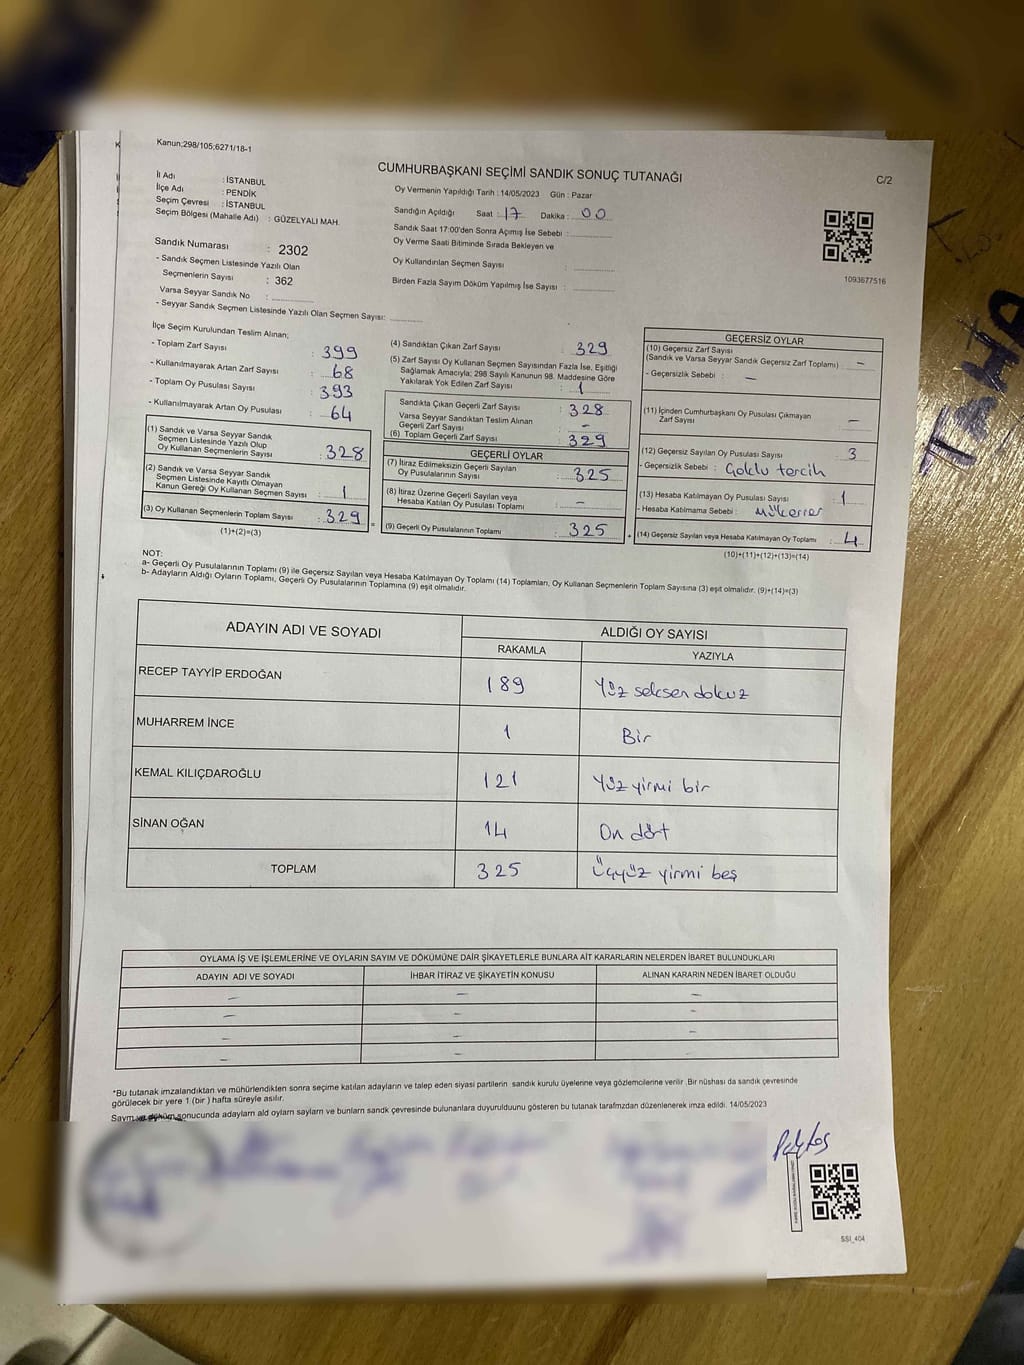 Kanun;298/105;6271/18-1
CUMHURBAŞKANI SEÇİMİ SANDIK SONUÇ TUTANAĞI
C/2
İl Adı : İSTANBUL
İlçe Adı : PENDİK
Seçim Çevresi : İSTANBUL
Seçim Bölgesi (Mahalle Adı) : GÜZELYALI MAH.
Oy Vermenin Yapıldığı Tarih : 14/05/2023 Gün : Pazar
Sandığın Açıldığı Saat : 17 Dakika : 00
Sandık Saat 17:00'den Sonra Açımış İse Sebebi :
Oy Verme Saati Bitiminde Sırada Bekleyen ve
Oy Kullandırılan Seçmen Sayısı :
Birden Fazla Sayım Döküm Yapılmış İse Sayısı :
1093677516
Sandık Numarası : 2302
- Sandık Seçmen Listesinde Yazılı Olan
Seçmenlerin Sayısı : 362
Varsa Seyyar Sandık No :
- Seyyar Sandık Seçmen Listesinde Yazılı Olan Seçmen Sayısı:
İlçe Seçim Kurulundan Teslim Alınan;
- Toplam Zarf Sayısı : 399
- Kullanılmayarak Artan Zarf Sayısı : 68
- Toplam Oy Pusulası Sayısı : 393
- Kullanılmayarak Artan Oy Pusulası : 64
(1) Sandık ve Varsa Seyyar Sandık
Seçmen Listesinde Yazılı Olup
Oy Kullanan Seçmenlerin Sayısı : 328
(2) Sandık ve Varsa Seyyar Sandık
Seçmen Listesinde Kayıtlı Olmayan
Kanun Gereği Oy Kullanan Seçmen Sayısı : 1
(3) Oy Kullanan Seçmenlerin Toplam Sayısı : 329
(1)+(2)=(3)
(4) Sandıktan Çıkan Zarf Sayısı : 329
(5) Zarf Sayısı Oy Kullanan Seçmen Sayısından Fazla İse, Eşitliği
Sağlamak Amacıyla; 298 Sayılı Kanunun 98. Maddesine Göre
Yakılarak Yok Edilen Zarf Sayısı : 1
Sandıkta Çıkan Geçerli Zarf Sayısı : 328
Varsa Seyyar Sandıktan Teslim Alınan
Geçerli Zarf Sayısı : -
(6) Toplam Geçerli Zarf Sayısı : 329
GEÇERLİ OYLAR
(7) İtiraz Edilmeksizin Geçerli Sayılan
Oy Pusulalarının Sayısı : 325
(8) İtiraz Üzerine Geçerli Sayılan veya
Hesaba Katılan Oy Pusulası Toplamı : -
(9) Geçerli Oy Pusulalarının Toplamı : 325
GEÇERSİZ OYLAR
(10) Geçersiz Zarf Sayısı
(Sandık ve Varsa Seyyar Sandık Geçersiz Zarf Toplamı) : -
- Geçersizlik Sebebi : -
(11) İçinden Cumhurbaşkanı Oy Pusulası Çıkmayan
Zarf Sayısı : -
(12) Geçersiz Sayılan Oy Pusulası Sayısı : 3
- Geçersizlik Sebebi : Çoklu tercih
(13) Hesaba Katılmayan Oy Pusulası Sayısı : 1
- Hesaba Katılmama Sebebi : Mükerrer
(14) Geçersiz Sayılan veya Hesaba Katılmayan Oy Toplamı : 4
(10)+(11)+(12)+(13)=(14)
NOT:
a- Geçerli Oy Pusulalarının Toplamı (9) ile Geçersiz Sayılan veya Hesaba Katılmayan Oy Toplamı (14) Toplamları, Oy Kullanan Seçmenlerin Toplam Sayısına (3) eşit olmalıdır. (9)+(14)=(3)
b- Adayların Aldığı Oyların Toplamı, Geçerli Oy Pusulalarının Toplamına (9) eşit olmalıdır.
ADAYIN ADI VE SOYADI ALDIĞI OY SAYISI
RAKAMLA YAZIYLA
RECEP TAYYİP ERDOĞAN 189 Yüz seksen dokuz
MUHARREM İNCE 1 Bir
KEMAL KILIÇDAROĞLU 121 Yüz yirmi bir
SİNAN OĞAN 14 On dört
TOPLAM 325 Üçyüz yirmi beş
OYLAMA İŞ VE İŞLEMLERİNE VE OYLARIN SAYIM VE DÖKÜMÜNE DAİR ŞİKAYETLERLE BUNLARA AİT KARARLARIN NELERDEN İBARET BULUNDUKLARI
ADAYIN ADI VE SOYADI İHBAR İTİRAZ VE ŞİKAYETİN KONUSU ALINAN KARARIN NEDEN İBARET OLDUĞU
- - -
- - -
- - -
- - -
*Bu tutanak imzalandıktan ve mühürlendikten sonra seçime katılan adayların ve talep eden siyasi partilerin sandık kurulu üyelerine veya gözlemcilerine verilir .Bir nüshası da sandık çevresinde
görülecek bir yere 1 (bir ) hafta süreyle asılır.
Saym ve döküm sonucunda adayların ald oyların sayların ve bunların sandk çevresinde bulunanlara duyurulduunu gösteren bu tutanak tarafmzdan düzenlenerek imza edildi. 14/05/2023
SSI_404